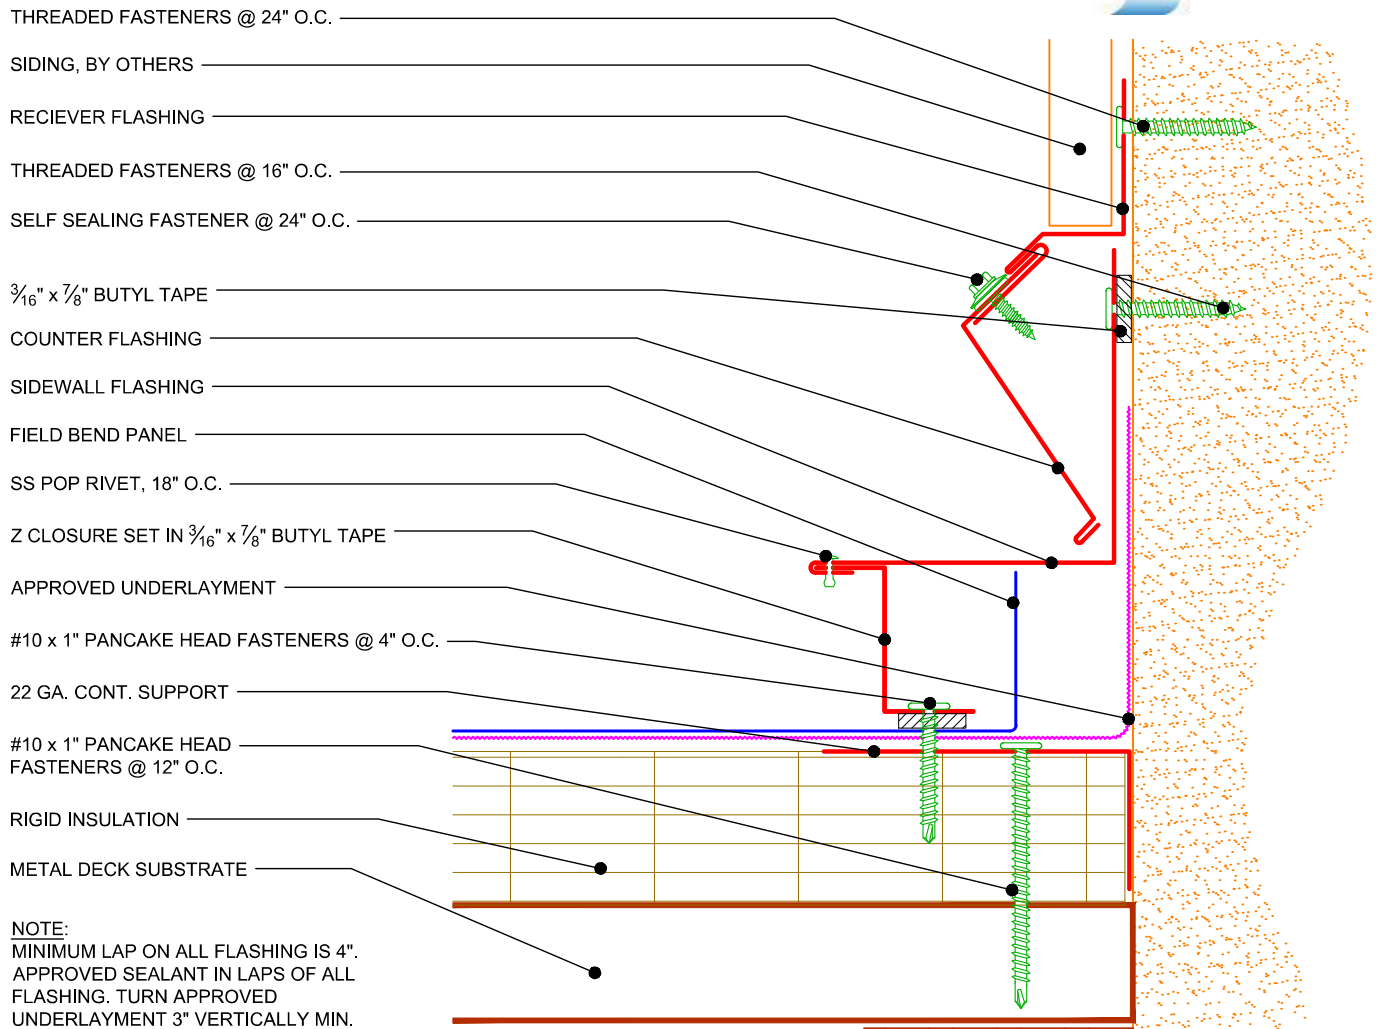 THREADED FASTENERS @ 24" O.C.
SIDING, BY OTHERS
RECIEVER FLASHING
THREADED FASTENERS @ 16" O.C.
SELF SEALING FASTENER @ 24" O.C.
3/16" x 7/8" BUTYL TAPE
COUNTER FLASHING
SIDEWALL FLASHING
FIELD BEND PANEL
SS POP RIVET, 18" O.C.
Z CLOSURE SET IN 3/16" x 7/8" BUTYL TAPE
APPROVED UNDERLAYMENT
#10 x 1" PANCAKE HEAD FASTENERS @ 4" O.C.
22 GA. CONT. SUPPORT
#10 x 1" PANCAKE HEAD
FASTENERS @ 12" O.C.
RIGID INSULATION
METAL DECK SUBSTRATE
NOTE:
MINIMUM LAP ON ALL FLASHING IS 4".
APPROVED SEALANT IN LAPS OF ALL
FLASHING. TURN APPROVED
UNDERLAYMENT 3" VERTICALLY MIN.